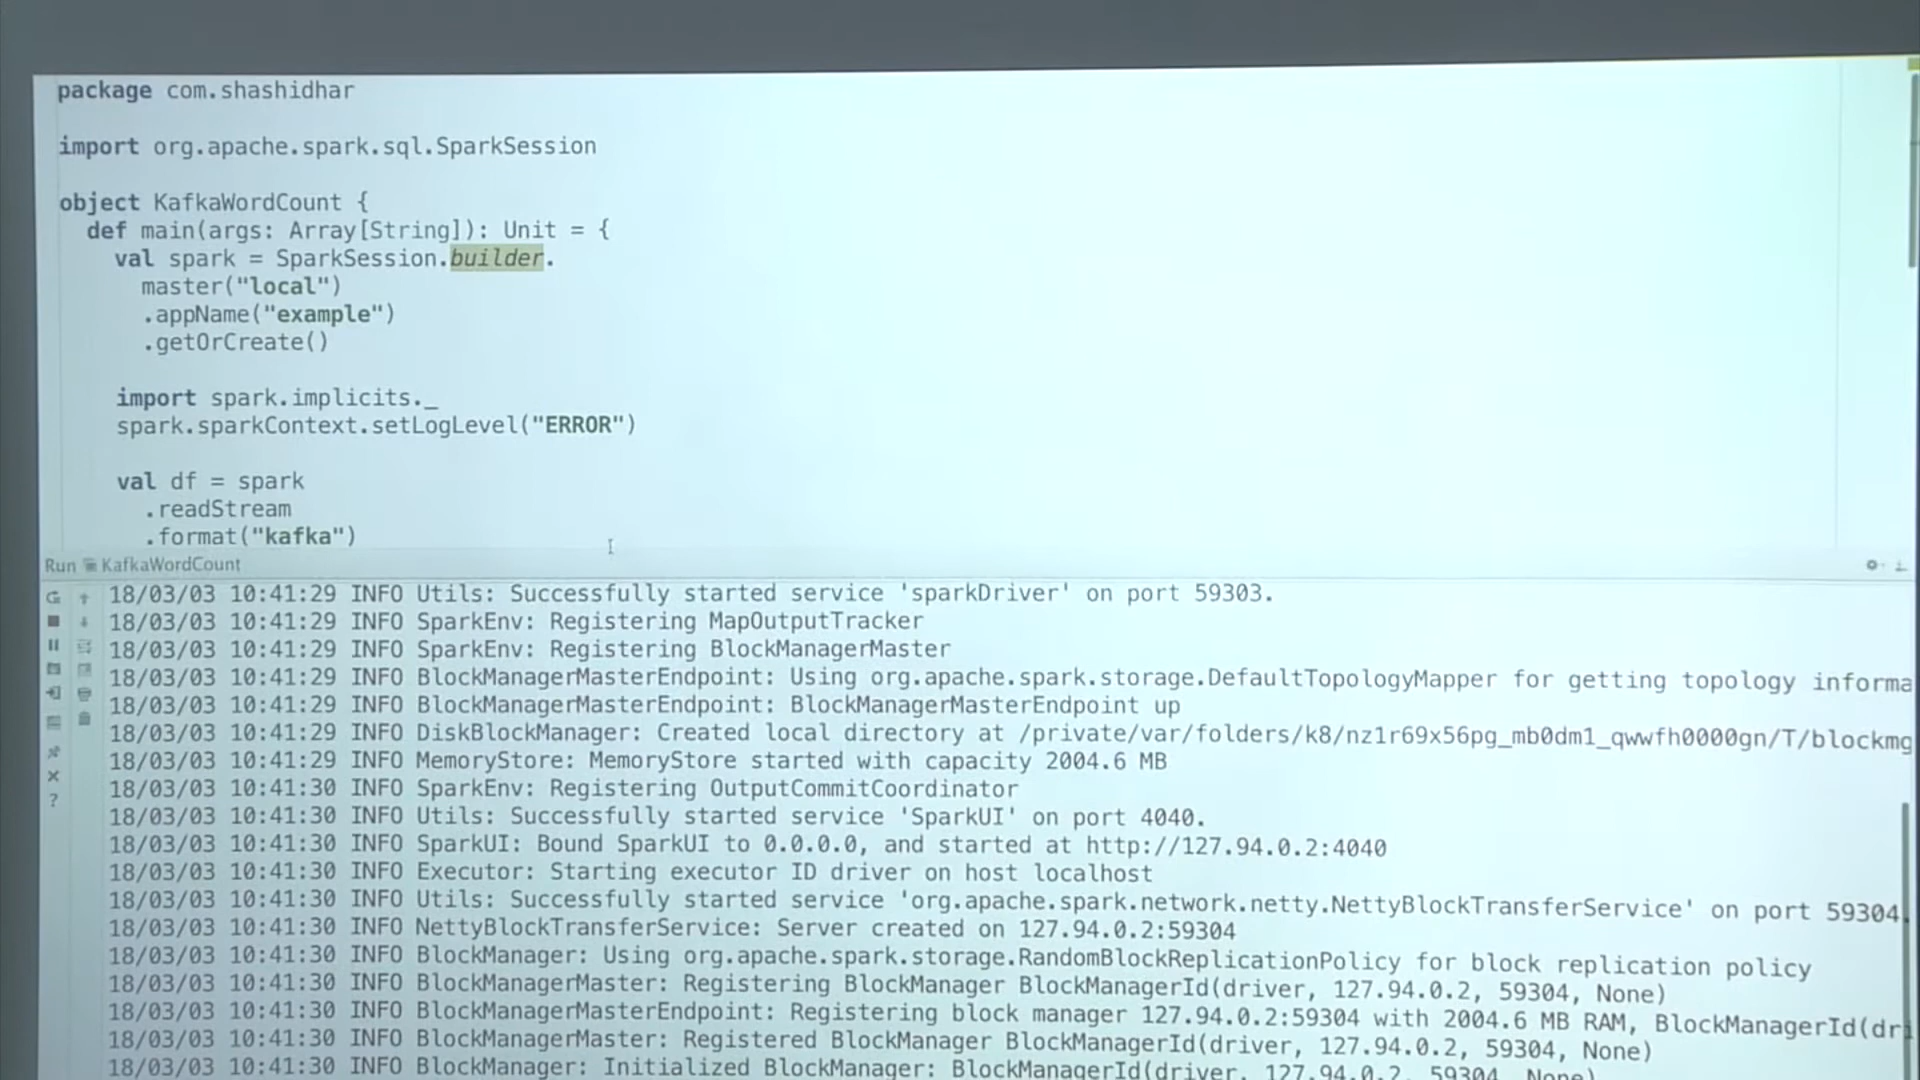 package com.shashidhar
import org.apache.spark.sql.SparkSession
object KafkaWordCount {
def main(args: Array[String]): Unit = {
val spark = SparkSession.builder.
master("local")
.appName("example")
.getOrCreate()
import spark.implicits._
spark.sparkContext.setLogLevel("ERROR")
val df = spark
.readStream
.format("kafka")
Run KafkaWordCount
18/03/03 10:41:29 INFO Utils: Successfully started service 'sparkDriver' on port 59303.
18/03/03 10:41:29 INFO SparkEnv: Registering MapOutputTracker
18/03/03 10:41:29 INFO SparkEnv: Registering BlockManagerMaster
18/03/03 10:41:29 INFO BlockManagerMasterEndpoint: Using org.apache.spark.storage.DefaultTopologyMapper for getting topology informa
18/03/03 10:41:29 INFO BlockManagerMasterEndpoint: BlockManagerMasterEndpoint up
18/03/03 10:41:29 INFO DiskBlockManager: Created local directory at /private/var/folders/k8/nz1r69x56pg_mb0dm1_qwwfh0000gn/T/blockmg
18/03/03 10:41:29 INFO MemoryStore: MemoryStore started with capacity 2004.6 MB
18/03/03 10:41:30 INFO SparkEnv: Registering OutputCommitCoordinator
18/03/03 10:41:30 INFO Utils: Successfully started service 'SparkUI' on port 4040.
18/03/03 10:41:30 INFO SparkUI: Bound SparkUI to 0.0.0.0, and started at http://127.94.0.2:4040
18/03/03 10:41:30 INFO Executor: Starting executor ID driver on host localhost
18/03/03 10:41:30 INFO Utils: Successfully started service 'org.apache.spark.network.netty.NettyBlockTransferService' on port 59304.
18/03/03 10:41:30 INFO NettyBlockTransferService: Server created on 127.94.0.2:59304
18/03/03 10:41:30 INFO BlockManager: Using org.apache.spark.storage.RandomBlockReplicationPolicy for block replication policy
18/03/03 10:41:30 INFO BlockManagerMaster: Registering BlockManager BlockManagerId(driver, 127.94.0.2, 59304, None)
18/03/03 10:41:30 INFO BlockManagerMasterEndpoint: Registering block manager 127.94.0.2:59304 with 2004.6 MB RAM, BlockManagerId(dri
18/03/03 10:41:30 INFO BlockManagerMaster: Registered BlockManager BlockManagerId(driver, 127.94.0.2, 59304, None)
18/03/03 10:41:30 INFO BlockManager: Initialized BlockManager: BlockManagerId(driver, 127.94.0.2, 59304, None)